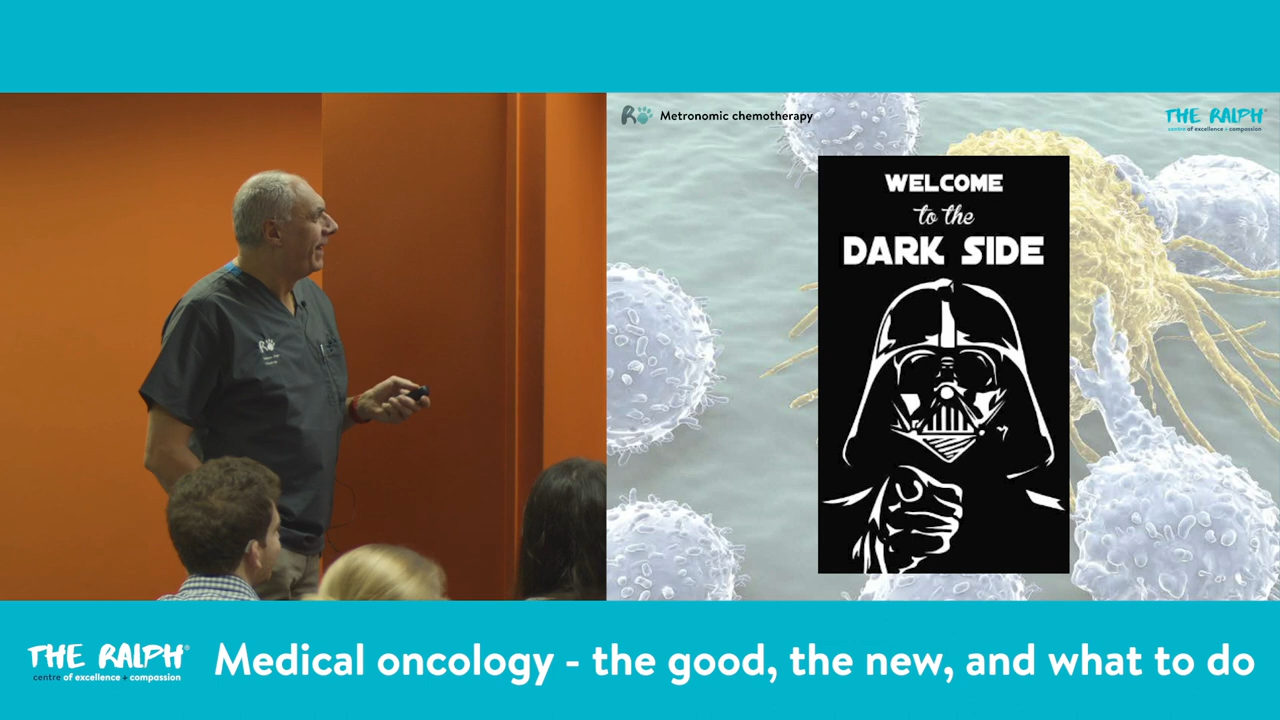 R
Metronomic chemotherapy
THE RALPH®
centre of excellence + compassion
WELCOME
to the
DARK SIDE
R
THE RALPH®
centre of excellence + compassion
Medical oncology - the good, the new, and what to do